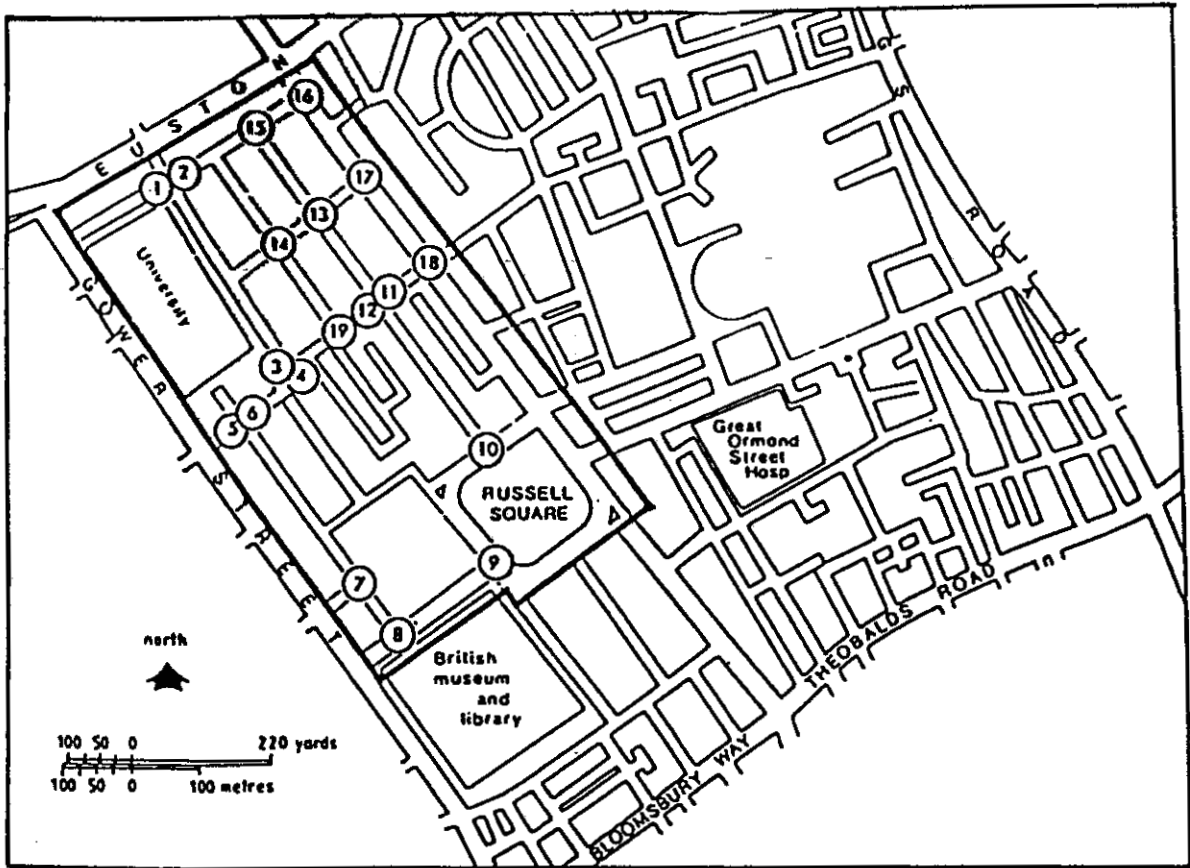 EUSTON
16
15
2
1
17
13
14
University
18
11
12
19
3
4
GOWER STREET
6
5
10
RUSSELL
SQUARE
Great
Ormond
Street
Hosp
9
7
8
British
museum
and
library
north
100 50 0 220 yards
100 50 0 100 metres
THEOBALDS ROAD
BLOOMSBURY WAY